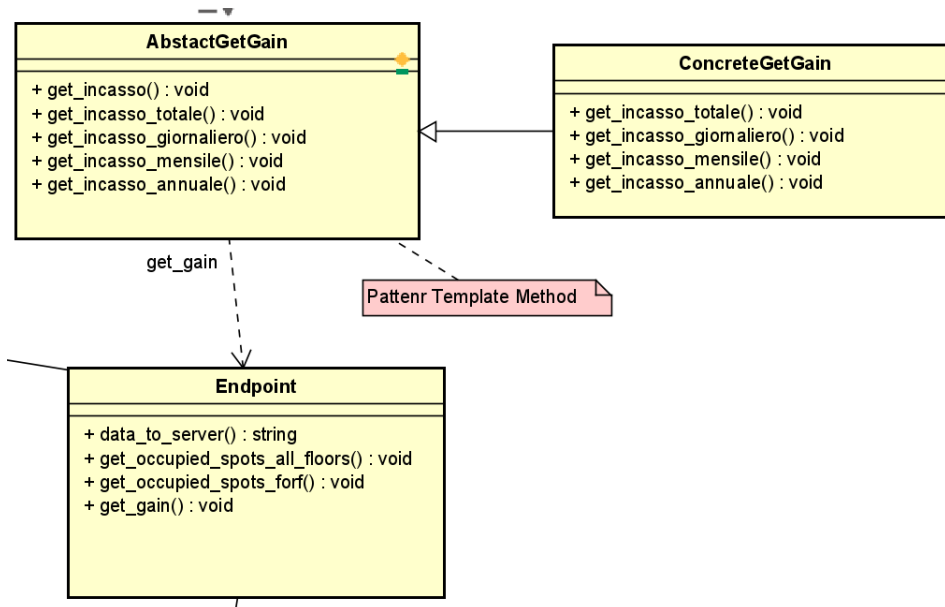 AbstactGetGain
+ get_incasso() : void
+ get_incasso_totale() : void
+ get_incasso_giornaliero() : void
+ get_incasso_mensile() : void
+ get_incasso_annuale() : void
ConcreteGetGain
+ get_incasso_totale() : void
+ get_incasso_giornaliero() : void
+ get_incasso_mensile() : void
+ get_incasso_annuale() : void
get_gain
Pattenr Template Method
Endpoint
+ data_to_server() : string
+ get_occupied_spots_all_floors() : void
+ get_occupied_spots_forf() : void
+ get_gain() : void